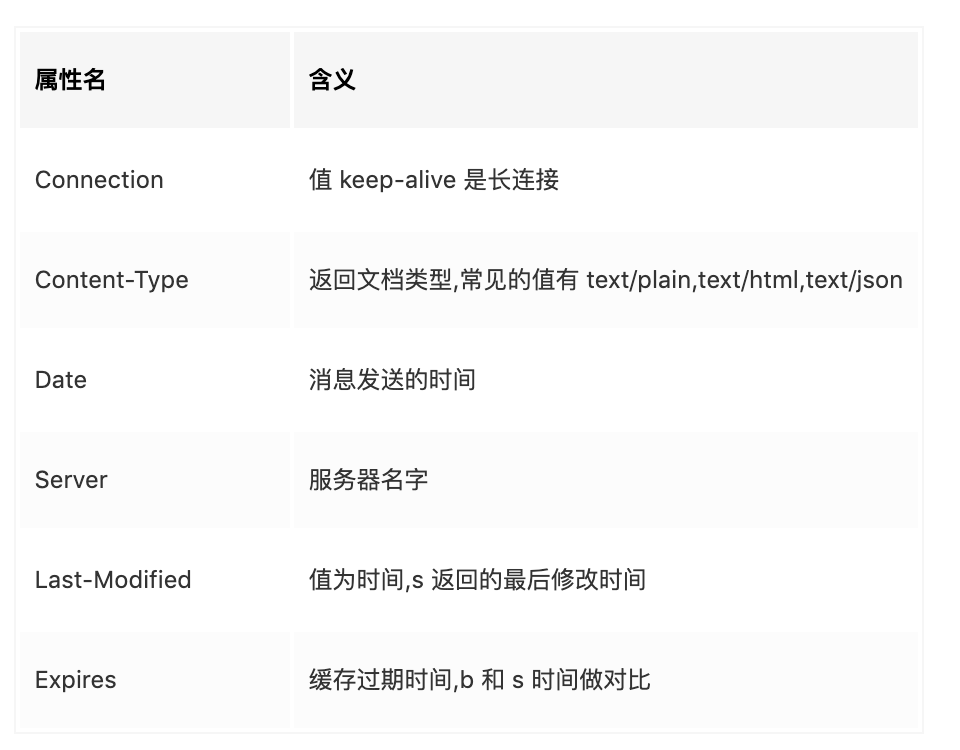 属性名 含义
Connection 值 keep-alive 是长连接
Content-Type 返回文档类型,常见的值有 text/plain,text/html,text/json
Date 消息发送的时间
Server 服务器名字
Last-Modified 值为时间,s 返回的最后修改时间
Expires 缓存过期时间,b 和 s 时间做对比